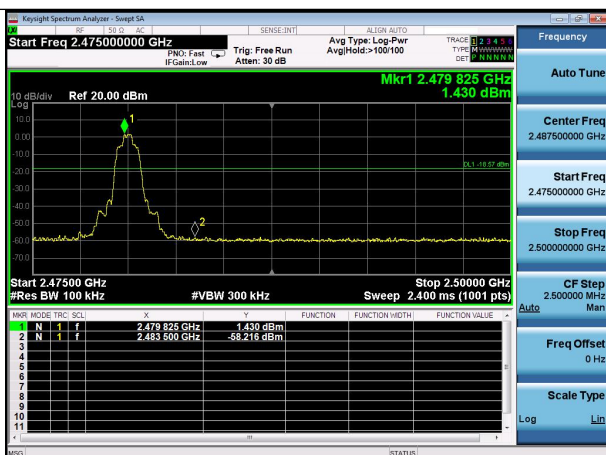 Keysight Spectrum Analyzer - Swept SA
RF 50 Ω AC SENSE:INT ALIGN AUTO
Start Freq 2.475000000 GHz
PNO: Fast
IFGain:Low
Trig: Free Run
Atten: 30 dB
Avg Type: Log-Pwr
Avg|Hold:>100/100
TRACE 1 2 3 4 5 6
TYPE M WWWWW
DET P NNNNN
Mkr1 2.479 825 GHz
1.430 dBm
10 dB/div Ref 20.00 dBm
Log
10.0
0.00
-10.0
-20.0
-30.0
-40.0
-50.0
-60.0
-70.0
1
2
DL1 -18.57 dBm
Start 2.47500 GHz Stop 2.50000 GHz
#Res BW 100 kHz #VBW 300 kHz Sweep 2.400 ms (1001 pts)
MKR MODE TRC SCL X Y FUNCTION FUNCTION WIDTH FUNCTION VALUE
1 N 1 f 2.479 825 GHz 1.430 dBm
2 N 1 f 2.483 500 GHz -58.216 dBm
3
4
5
6
7
8
9
10
11
MSG STATUS
Frequency
Auto Tune
Center Freq
2.487500000 GHz
Start Freq
2.475000000 GHz
Stop Freq
2.500000000 GHz
CF Step
2.500000 MHz
Auto Man
Freq Offset
0 Hz
Scale Type
Log Lin